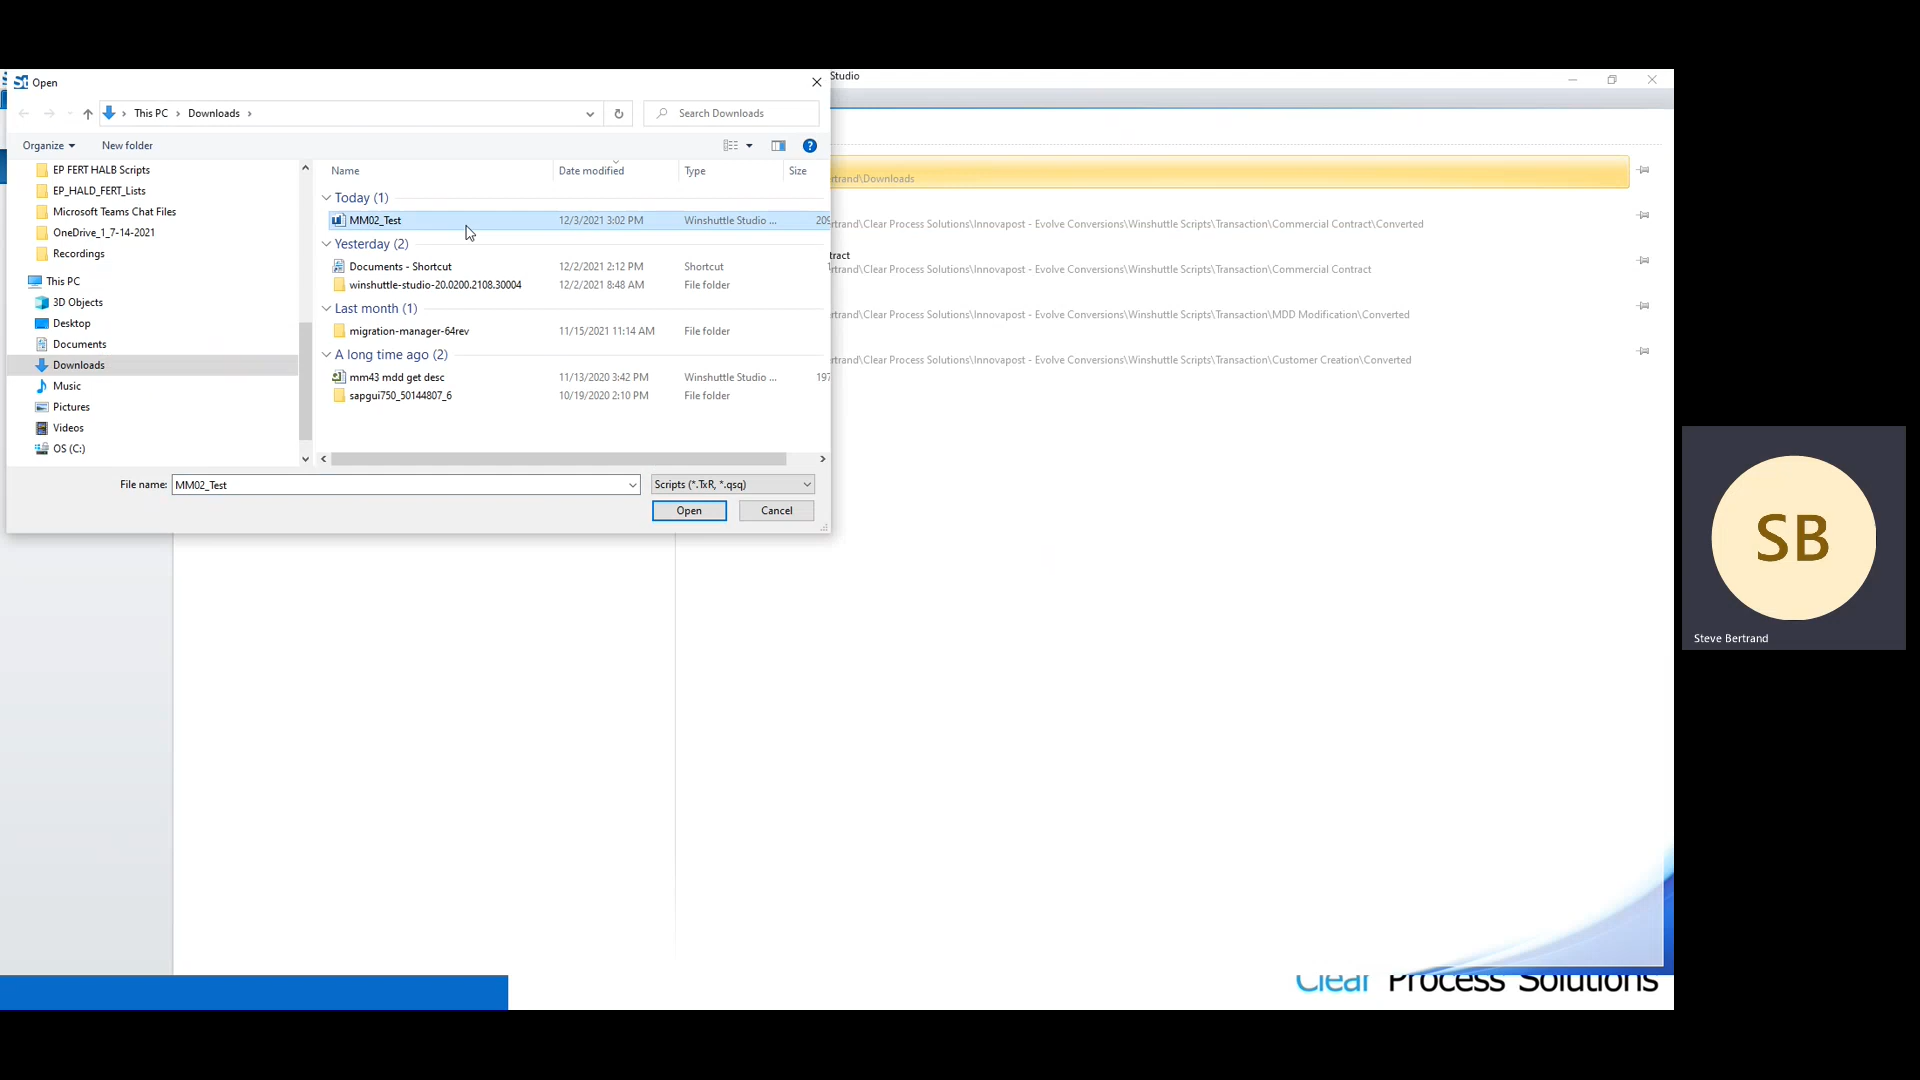 Open
Studio
This PC > Downloads >
Search Downloads
Organize
New folder
Name Date modified Type Size
EP FERT HALB Scripts
EP_HALD_FERT_Lists
Microsoft Teams Chat Files
OneDrive_1_7-14-2021
Recordings
This PC
3D Objects
Desktop
Documents
Downloads
Music
Pictures
Videos
OS (C:)
Today (1)
MM02_Test 12/3/2021 3:02 PM Winshuttle Studio ... 209
Yesterday (2)
Documents - Shortcut 12/2/2021 2:12 PM Shortcut
winshuttle-studio-20.0200.2108.30004 12/2/2021 8:48 AM File folder
Last month (1)
migration-manager-64rev 11/15/2021 11:14 AM File folder
A long time ago (2)
mm43 mdd get desc 11/13/2020 3:42 PM Winshuttle Studio ... 197
sapgui750_50144807_6 10/19/2020 2:10 PM File folder
File name: MM02_Test
Scripts (*.TxR, *.qsq)
Open
Cancel
rtrand\Downloads
rtrand\Clear Process Solutions\Innovapost - Evolve Conversions\Winshuttle Scripts\Transaction\Commercial Contract\Converted
tract
rtrand\Clear Process Solutions\Innovapost - Evolve Conversions\Winshuttle Scripts\Transaction\Commercial Contract
rtrand\Clear Process Solutions\Innovapost - Evolve Conversions\Winshuttle Scripts\Transaction\MDD Modification\Converted
rtrand\Clear Process Solutions\Innovapost - Evolve Conversions\Winshuttle Scripts\Transaction\Customer Creation\Converted
SB
Steve Bertrand
Clear Process Solutions